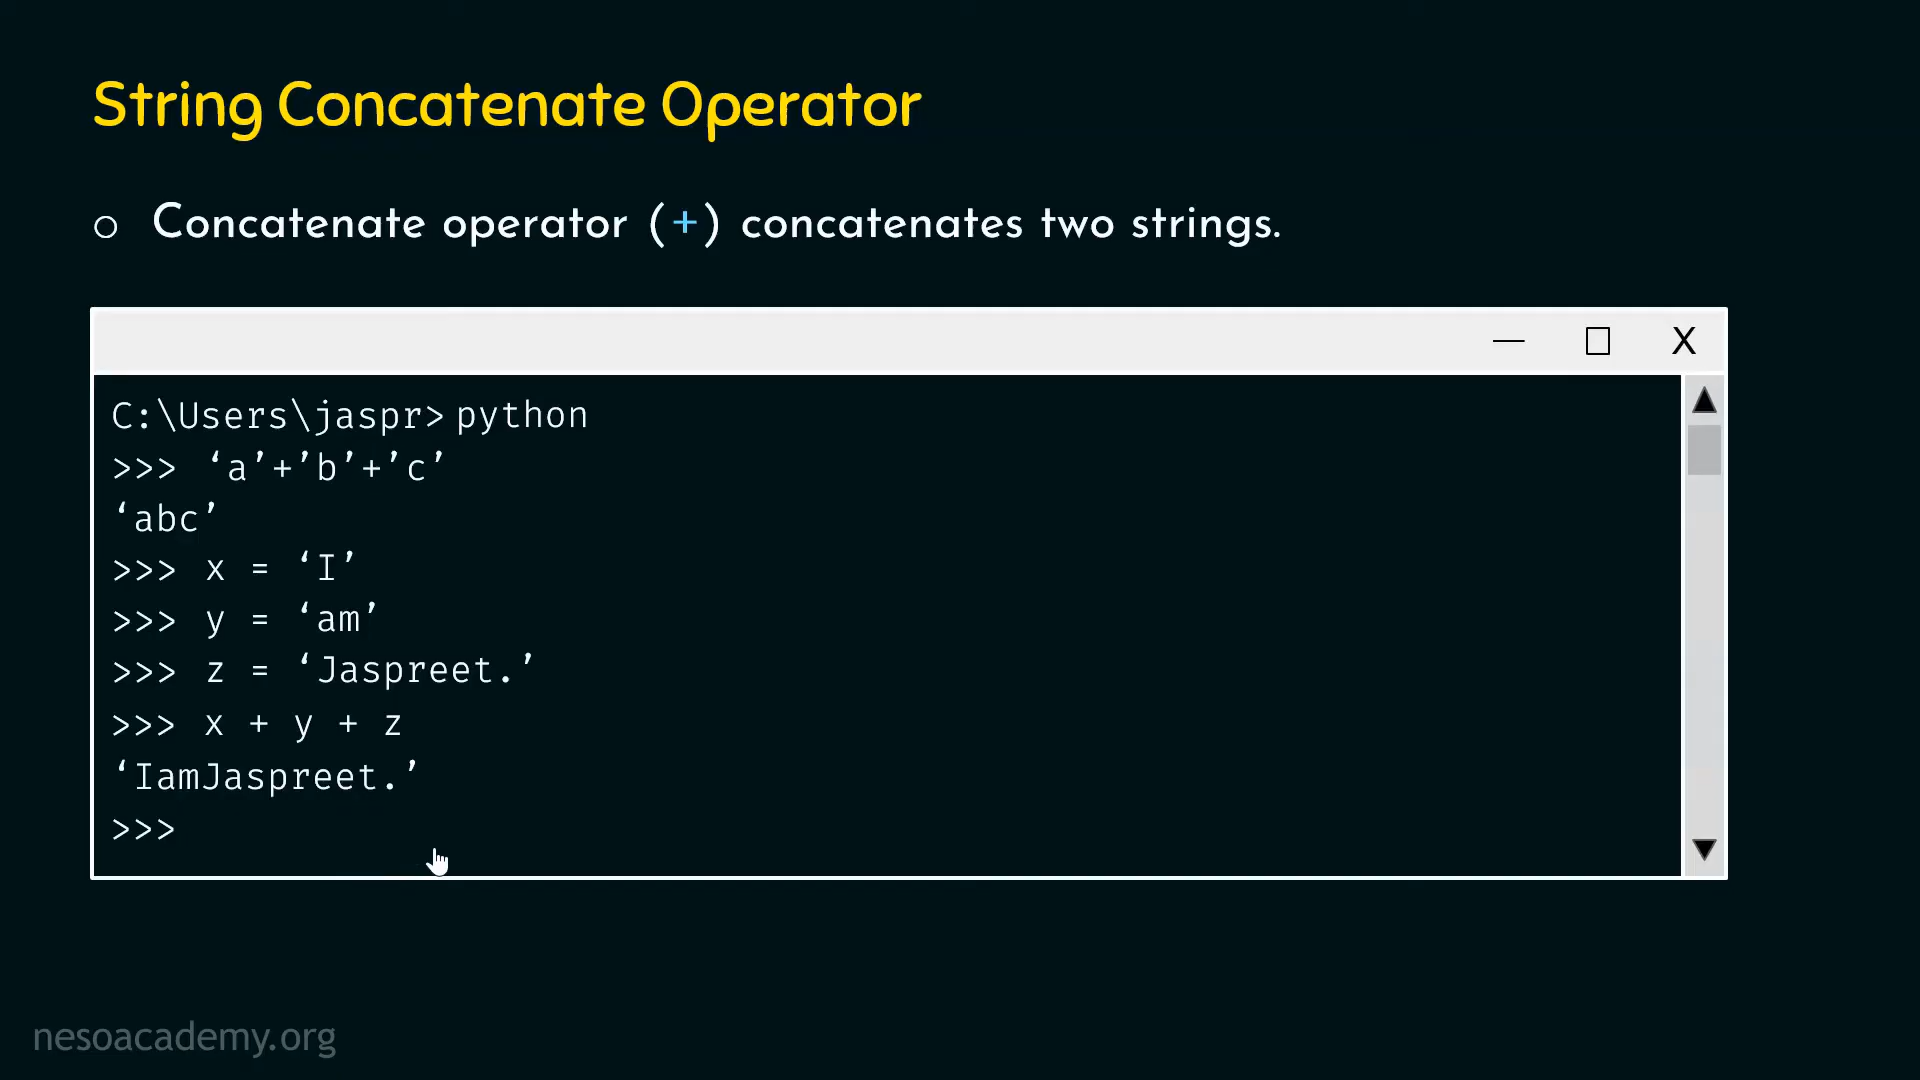 String Concatenate Operator
○ Concatenate operator (+) concatenates two strings.
— □ X
C:\Users\jaspr> python
>>> ‘a’+’b’+’c’
‘abc’
>>> x = ‘I’
>>> y = ‘am’
>>> z = ‘Jaspreet.’
>>> x + y + z
‘IamJaspreet.’
>>>
nesoacademy.org